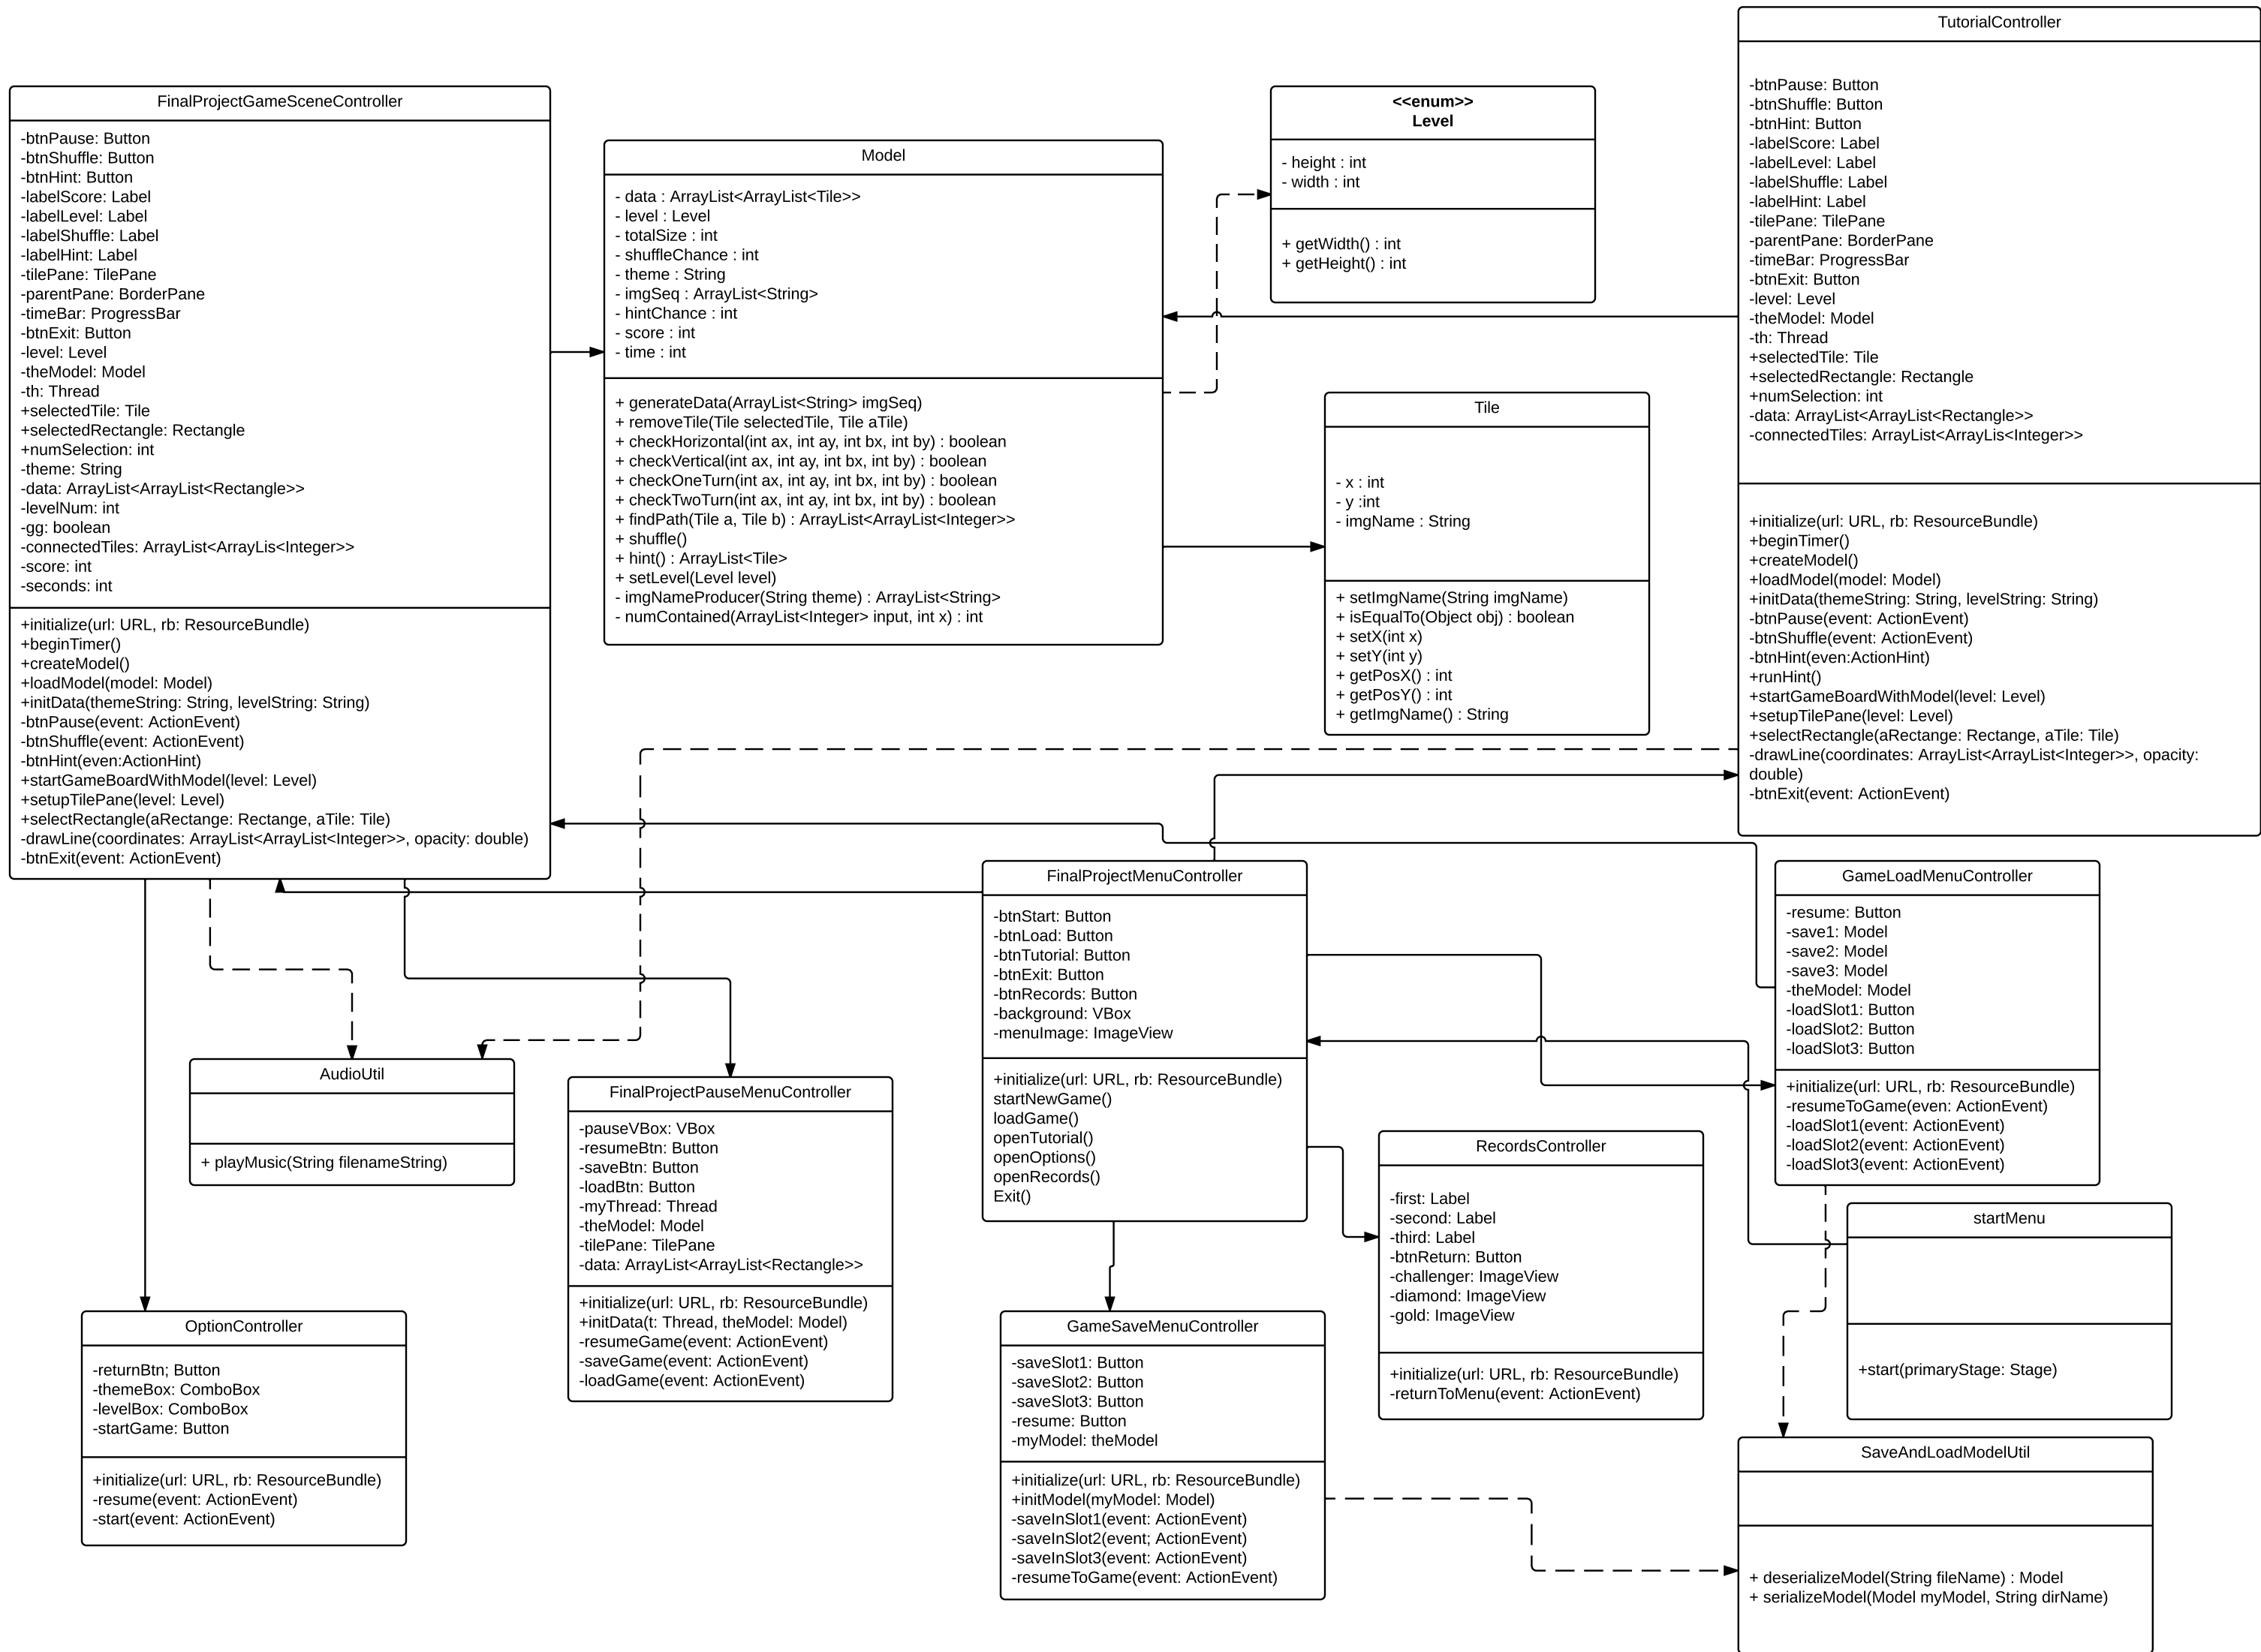 TutorialController
-btnPause: Button
-btnShuffle: Button
-btnHint: Button
-labelScore: Label
-labelLevel: Label
-labelShuffle: Label
-labelHint: Label
-tilePane: TilePane
-parentPane: BorderPane
-timeBar: ProgressBar
-btnExit: Button
-level: Level
-theModel: Model
-th: Thread
+selectedTile: Tile
+selectedRectangle: Rectangle
+numSelection: int
-data: ArrayList<ArrayList<Rectangle>>
-connectedTiles: ArrayList<ArrayLis<Integer>>
+initialize(url: URL, rb: ResourceBundle)
+beginTimer()
+createModel()
+loadModel(model: Model)
+initData(themeString: String, levelString: String)
-btnPause(event: ActionEvent)
-btnShuffle(event: ActionEvent)
-btnHint(even:ActionHint)
+runHint()
+startGameBoardWithModel(level: Level)
+setupTilePane(level: Level)
+selectRectangle(aRectange: Rectange, aTile: Tile)
-drawLine(coordinates: ArrayList<ArrayList<Integer>>, opacity:
double)
-btnExit(event: ActionEvent)
FinalProjectGameSceneController
-btnPause: Button
-btnShuffle: Button
-btnHint: Button
-labelScore: Label
-labelLevel: Label
-labelShuffle: Label
-labelHint: Label
-tilePane: TilePane
-parentPane: BorderPane
-timeBar: ProgressBar
-btnExit: Button
-level: Level
-theModel: Model
-th: Thread
+selectedTile: Tile
+selectedRectangle: Rectangle
+numSelection: int
-theme: String
-data: ArrayList<ArrayList<Rectangle>>
-levelNum: int
-gg: boolean
-connectedTiles: ArrayList<ArrayLis<Integer>>
-score: int
-seconds: int
+initialize(url: URL, rb: ResourceBundle)
+beginTimer()
+createModel()
+loadModel(model: Model)
+initData(themeString: String, levelString: String)
-btnPause(event: ActionEvent)
-btnShuffle(event: ActionEvent)
-btnHint(even:ActionHint)
+startGameBoardWithModel(level: Level)
+setupTilePane(level: Level)
+selectRectangle(aRectange: Rectange, aTile: Tile)
-drawLine(coordinates: ArrayList<ArrayList<Integer>>, opacity: double)
-btnExit(event: ActionEvent)
Model
- data : ArrayList<ArrayList<Tile>>
- level : Level
- totalSize : int
- shuffleChance : int
- theme : String
- imgSeq : ArrayList<String>
- hintChance : int
- score : int
- time : int
+ generateData(ArrayList<String> imgSeq)
+ removeTile(Tile selectedTile, Tile aTile)
+ checkHorizontal(int ax, int ay, int bx, int by) : boolean
+ checkVertical(int ax, int ay, int bx, int by) : boolean
+ checkOneTurn(int ax, int ay, int bx, int by) : boolean
+ checkTwoTurn(int ax, int ay, int bx, int by) : boolean
+ findPath(Tile a, Tile b) : ArrayList<ArrayList<Integer>>
+ shuffle()
+ hint() : ArrayList<Tile>
+ setLevel(Level level)
- imgNameProducer(String theme) : ArrayList<String>
- numContained(ArrayList<Integer> input, int x) : int
<<enum>>
Level
- height : int
- width : int
+ getWidth() : int
+ getHeight() : int
Tile
- x : int
- y :int
- imgName : String
+ setImgName(String imgName)
+ isEqualTo(Object obj) : boolean
+ setX(int x)
+ setY(int y)
+ getPosX() : int
+ getPosY() : int
+ getImgName() : String
FinalProjectMenuController
-btnStart: Button
-btnLoad: Button
-btnTutorial: Button
-btnExit: Button
-btnRecords: Button
-background: VBox
-menuImage: ImageView
+initialize(url: URL, rb: ResourceBundle)
startNewGame()
loadGame()
openTutorial()
openOptions()
openRecords()
Exit()
GameLoadMenuController
-resume: Button
-save1: Model
-save2: Model
-save3: Model
-theModel: Model
-loadSlot1: Button
-loadSlot2: Button
-loadSlot3: Button
+initialize(url: URL, rb: ResourceBundle)
-resumeToGame(even: ActionEvent)
-loadSlot1(event: ActionEvent)
-loadSlot2(event: ActionEvent)
-loadSlot3(event: ActionEvent)
AudioUtil
+ playMusic(String filenameString)
FinalProjectPauseMenuController
-pauseVBox: VBox
-resumeBtn: Button
-saveBtn: Button
-loadBtn: Button
-myThread: Thread
-theModel: Model
-tilePane: TilePane
-data: ArrayList<ArrayList<Rectangle>>
+initialize(url: URL, rb: ResourceBundle)
+initData(t: Thread, theModel: Model)
-resumeGame(event: ActionEvent)
-saveGame(event: ActionEvent)
-loadGame(event: ActionEvent)
RecordsController
-first: Label
-second: Label
-third: Label
-btnReturn: Button
-challenger: ImageView
-diamond: ImageView
-gold: ImageView
+initialize(url: URL, rb: ResourceBundle)
-returnToMenu(event: ActionEvent)
startMenu
+start(primaryStage: Stage)
OptionController
-returnBtn; Button
-themeBox: ComboBox
-levelBox: ComboBox
-startGame: Button
+initialize(url: URL, rb: ResourceBundle)
-resume(event: ActionEvent)
-start(event: ActionEvent)
GameSaveMenuController
-saveSlot1: Button
-saveSlot2: Button
-saveSlot3: Button
-resume: Button
-myModel: theModel
+initialize(url: URL, rb: ResourceBundle)
+initModel(myModel: Model)
-saveInSlot1(event: ActionEvent)
-saveInSlot2(event; ActionEvent)
-saveInSlot3(event: ActionEvent)
-resumeToGame(event: ActionEvent)
SaveAndLoadModelUtil
+ deserializeModel(String fileName) : Model
+ serializeModel(Model myModel, String dirName)